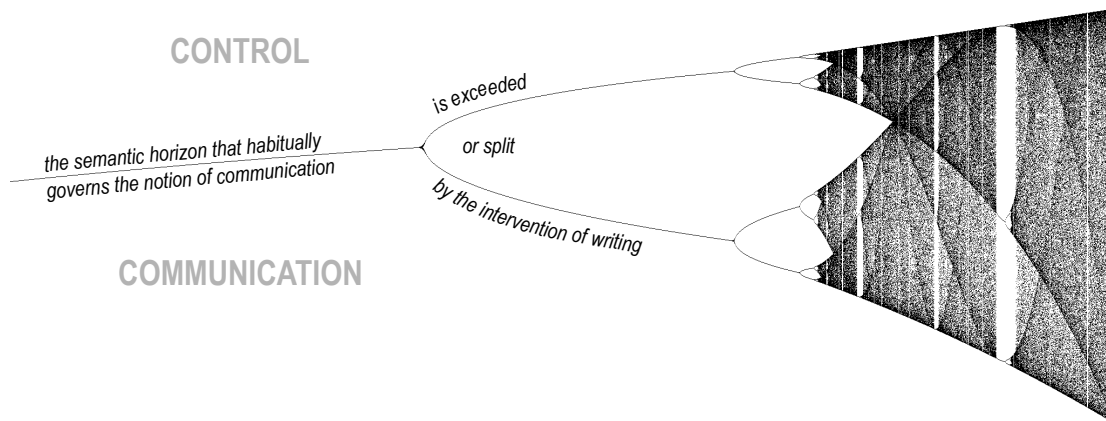 CONTROL
the semantic horizon that habitually
governs the notion of communication
is exceeded
or split
by the intervention of writing
COMMUNICATION